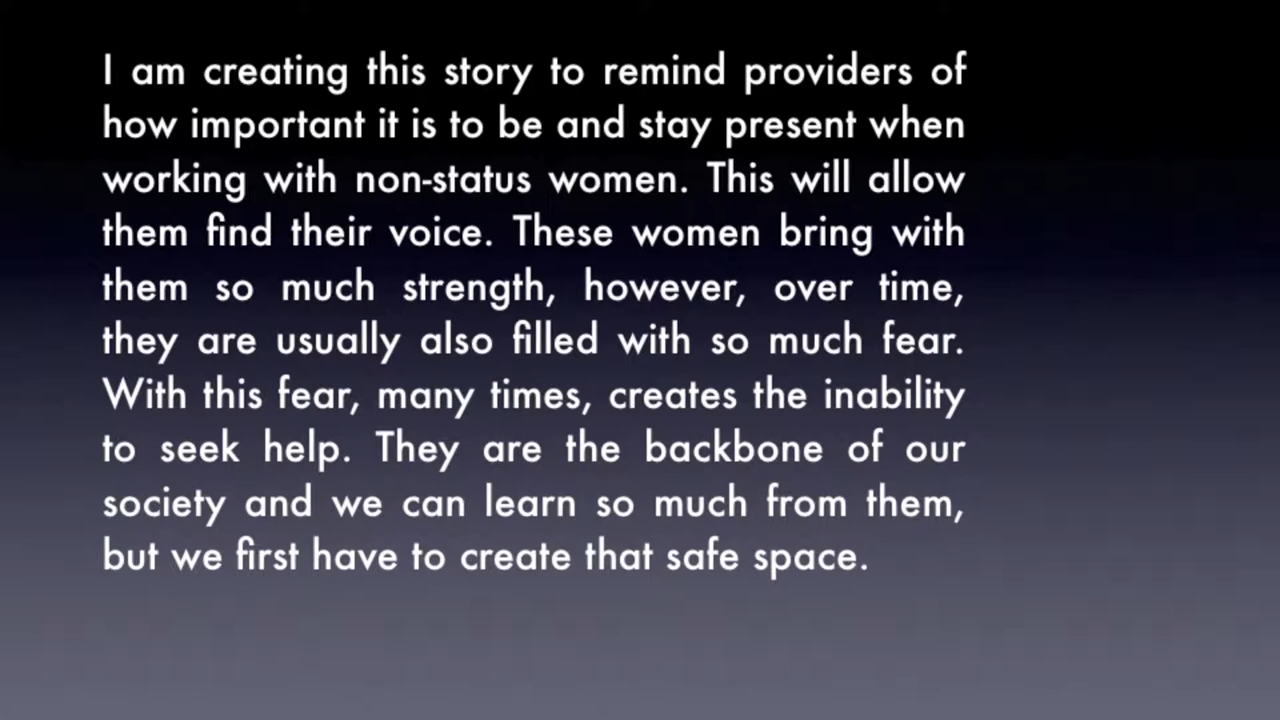 I am creating this story to remind providers of
how important it is to be and stay present when
working with non-status women. This will allow
them find their voice. These women bring with
them so much strength, however, over time,
they are usually also filled with so much fear.
With this fear, many times, creates the inability
to seek help. They are the backbone of our
society and we can learn so much from them,
but we first have to create that safe space.